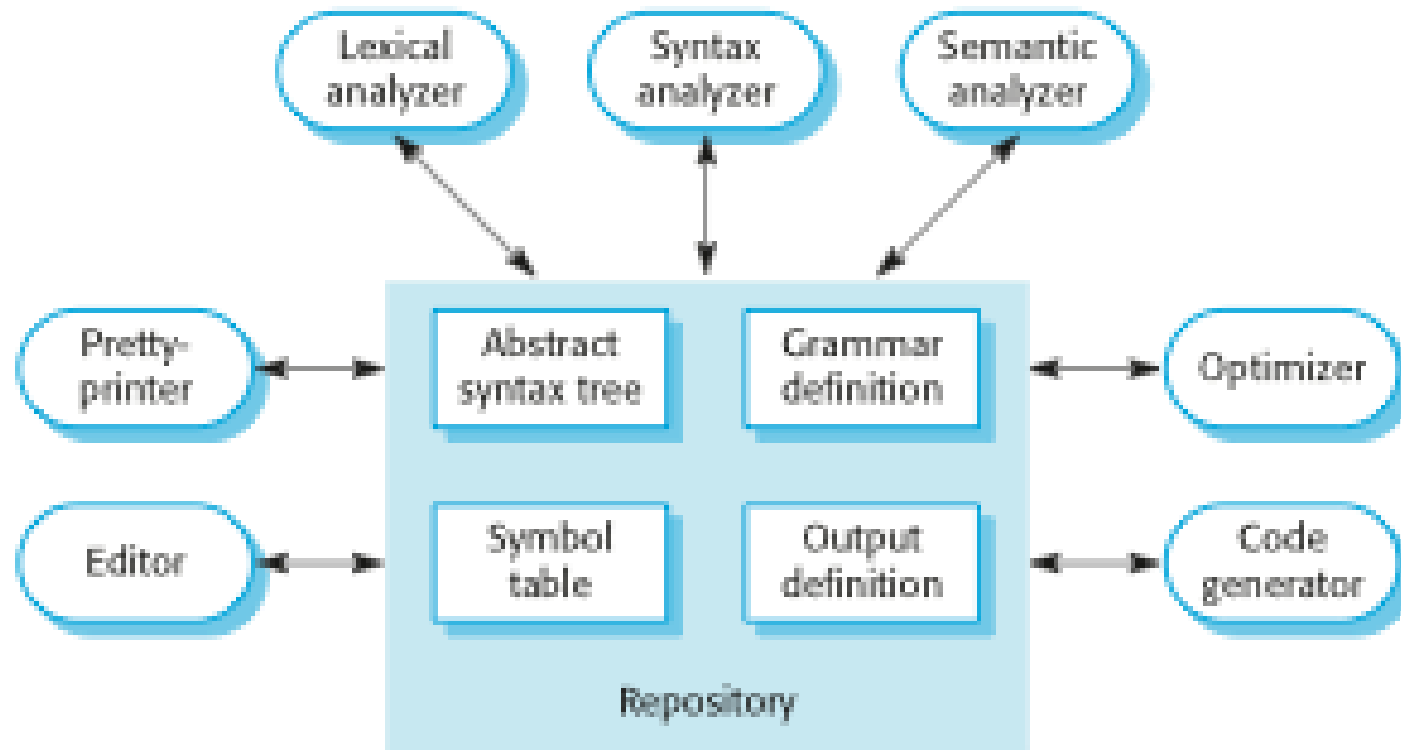 Lexical
analyzer
Syntax
analyzer
Semantic
analyzer
Pretty-
printer
Abstract
syntax tree
Grammar
definition
Optimizer
Editor
Symbol
table
Output
definition
Code
generator
Repository